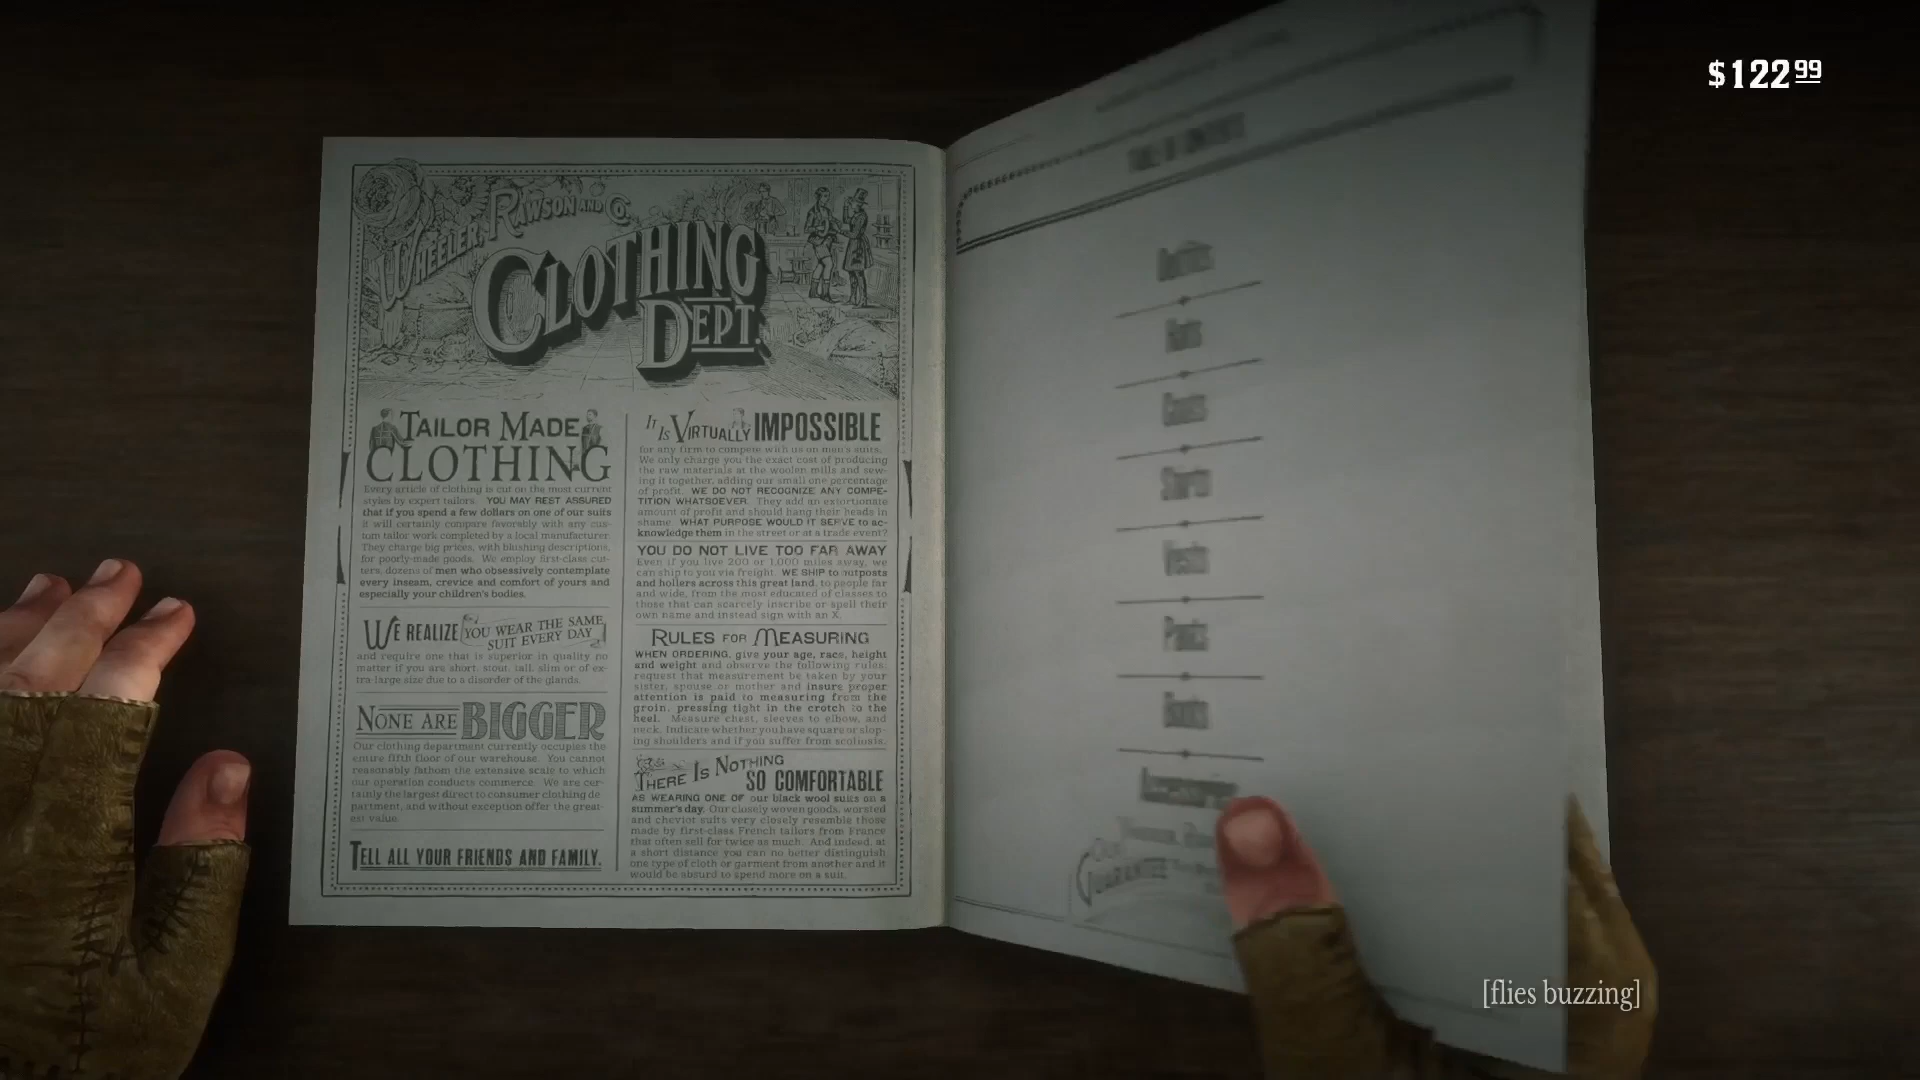 $122 99
WHEELER, RAWSON AND CO.
CLOTHING
DEPT.
TAILOR MADE
CLOTHING
Every article of clothing is cut on the most current
styles by expert tailors. YOU MAY REST ASSURED
that if you spend a few dollars on one of our suits
it will certainly compare favorably with any cus-
tom tailor work completed by a local manufacturer.
They charge big prices, with blushing descriptions,
for poorly-made goods. We employ first-class cut-
ters, dozens of men who obsessively contemplate
every inseam, crevice and comfort of yours and
especially your children's bodies.
WE REALIZE YOU WEAR THE SAME
SUIT EVERY DAY
and require one that is superior in quality no
matter if you are short, stout, tall, slim or of ex-
tra-large size due to a disorder of the glands.
NONE ARE BIGGER
Our clothing department currently occupies the
entire fifth floor of our warehouse. You cannot
reasonably fathom the extensive scale to which
our operation conducts commerce. We are cer-
tainly the largest direct to consumer clothing de-
partment, and without exception offer the great-
est value.
TELL ALL YOUR FRIENDS AND FAMILY.
IT IS VIRTUALLY IMPOSSIBLE
for any firm to compete with us on men's suits.
We only charge you the exact cost of producing
the raw materials at the woolen mills and sew-
ing it together, adding our small one percentage
of profit. WE DO NOT RECOGNIZE ANY COMPE-
TITION WHATSOEVER. They add an extortionate
amount of profit and should hang their heads in
shame. WHAT PURPOSE WOULD IT SERVE to ac-
knowledge them in the street or at a trade event?
YOU DO NOT LIVE TOO FAR AWAY
Even if you live 200 or 1,000 miles away, we
can ship to you via freight. WE SHIP to outposts
and hollers across this great land, to people far
and wide, from the most educated of classes to
those that can scarcely inscribe or spell their
own name and instead sign with an X.
RULES FOR MEASURING
WHEN ORDERING, give your age, race, height
and weight and observe the following rules:
request that measurement be taken by your
sister, spouse or mother and insure proper
attention is paid to measuring from the
groin, pressing tight in the crotch to the
heel. Measure chest, sleeves to elbow, and
neck. Indicate whether you have square or slop-
ing shoulders and if you suffer from scoliosis.
THERE IS NOTHING
SO COMFORTABLE
AS WEARING ONE OF our black wool suits on a
summer's day. Our closely woven goods, worsted
and cheviot suits very closely resemble those
made by first-class French tailors from France
that often sell for twice as much. And indeed, at
a short distance you can no better distinguish
one type of cloth or garment from another and it
would be absurd to spend more on a suit.
GUARANTEE
[flies buzzing]